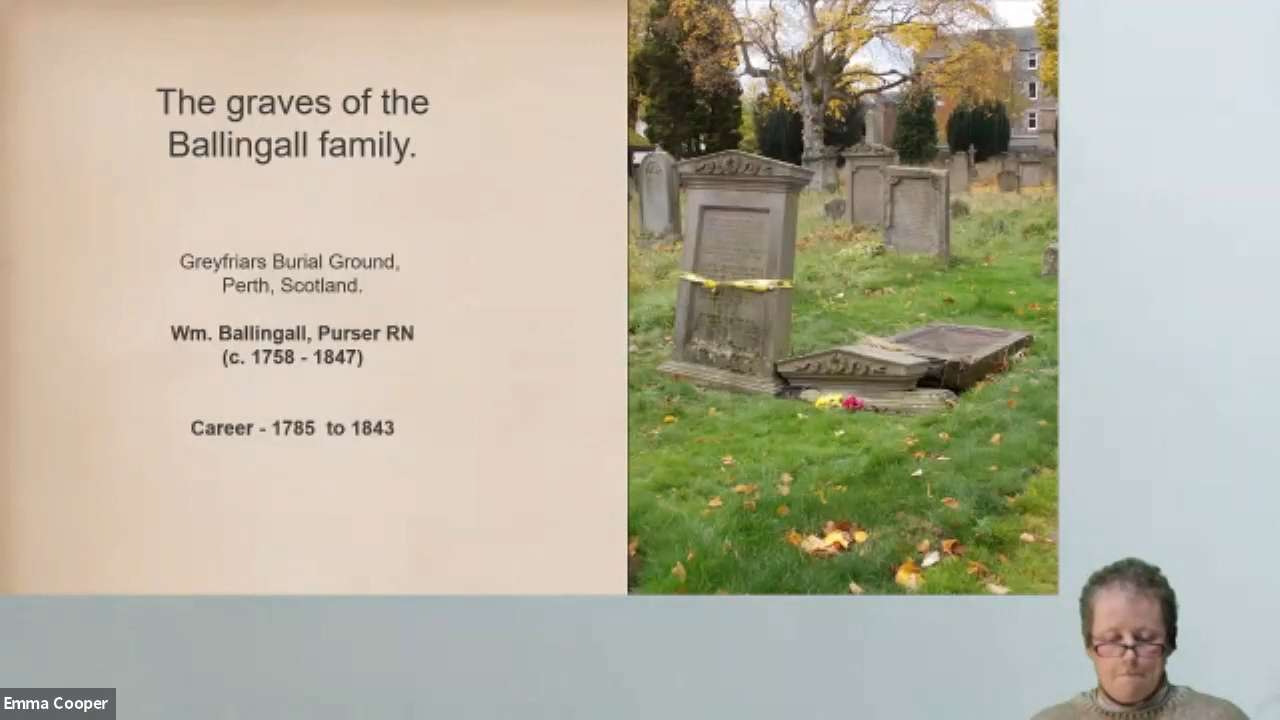 The graves of the
Ballingall family.
Greyfriars Burial Ground,
Perth, Scotland.
Wm. Ballingall, Purser RN
(c. 1758 - 1847)
Career - 1785 to 1843
Emma Cooper